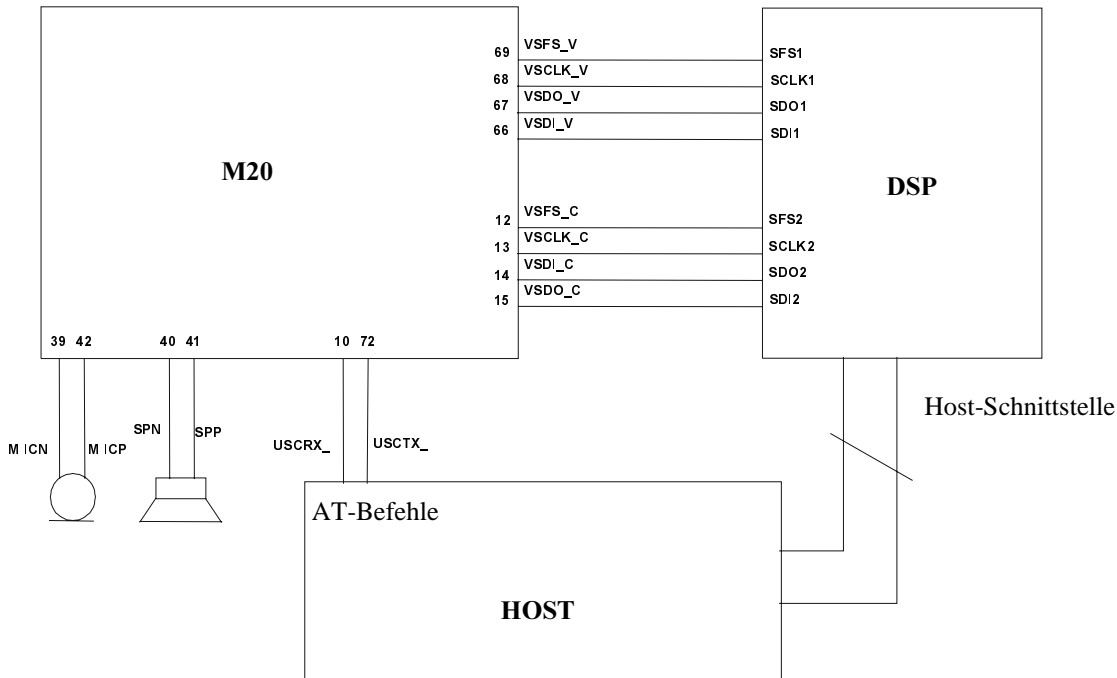 69 VSFS_V SFS1
68 VSCLK_V SCLK1
67 VSDO_V SDO1
66 VSDI_V SDI1
M20
DSP
12 VSFS_C SFS2
13 VSCLK_C SCLK2
14 VSDI_C SDO2
15 VSDO_C SDI2
39 42 40 41 10 72
Host-Schnittstelle
MICN MICP SPN SPP USCRX_ USCTX_
AT-Befehle
HOST